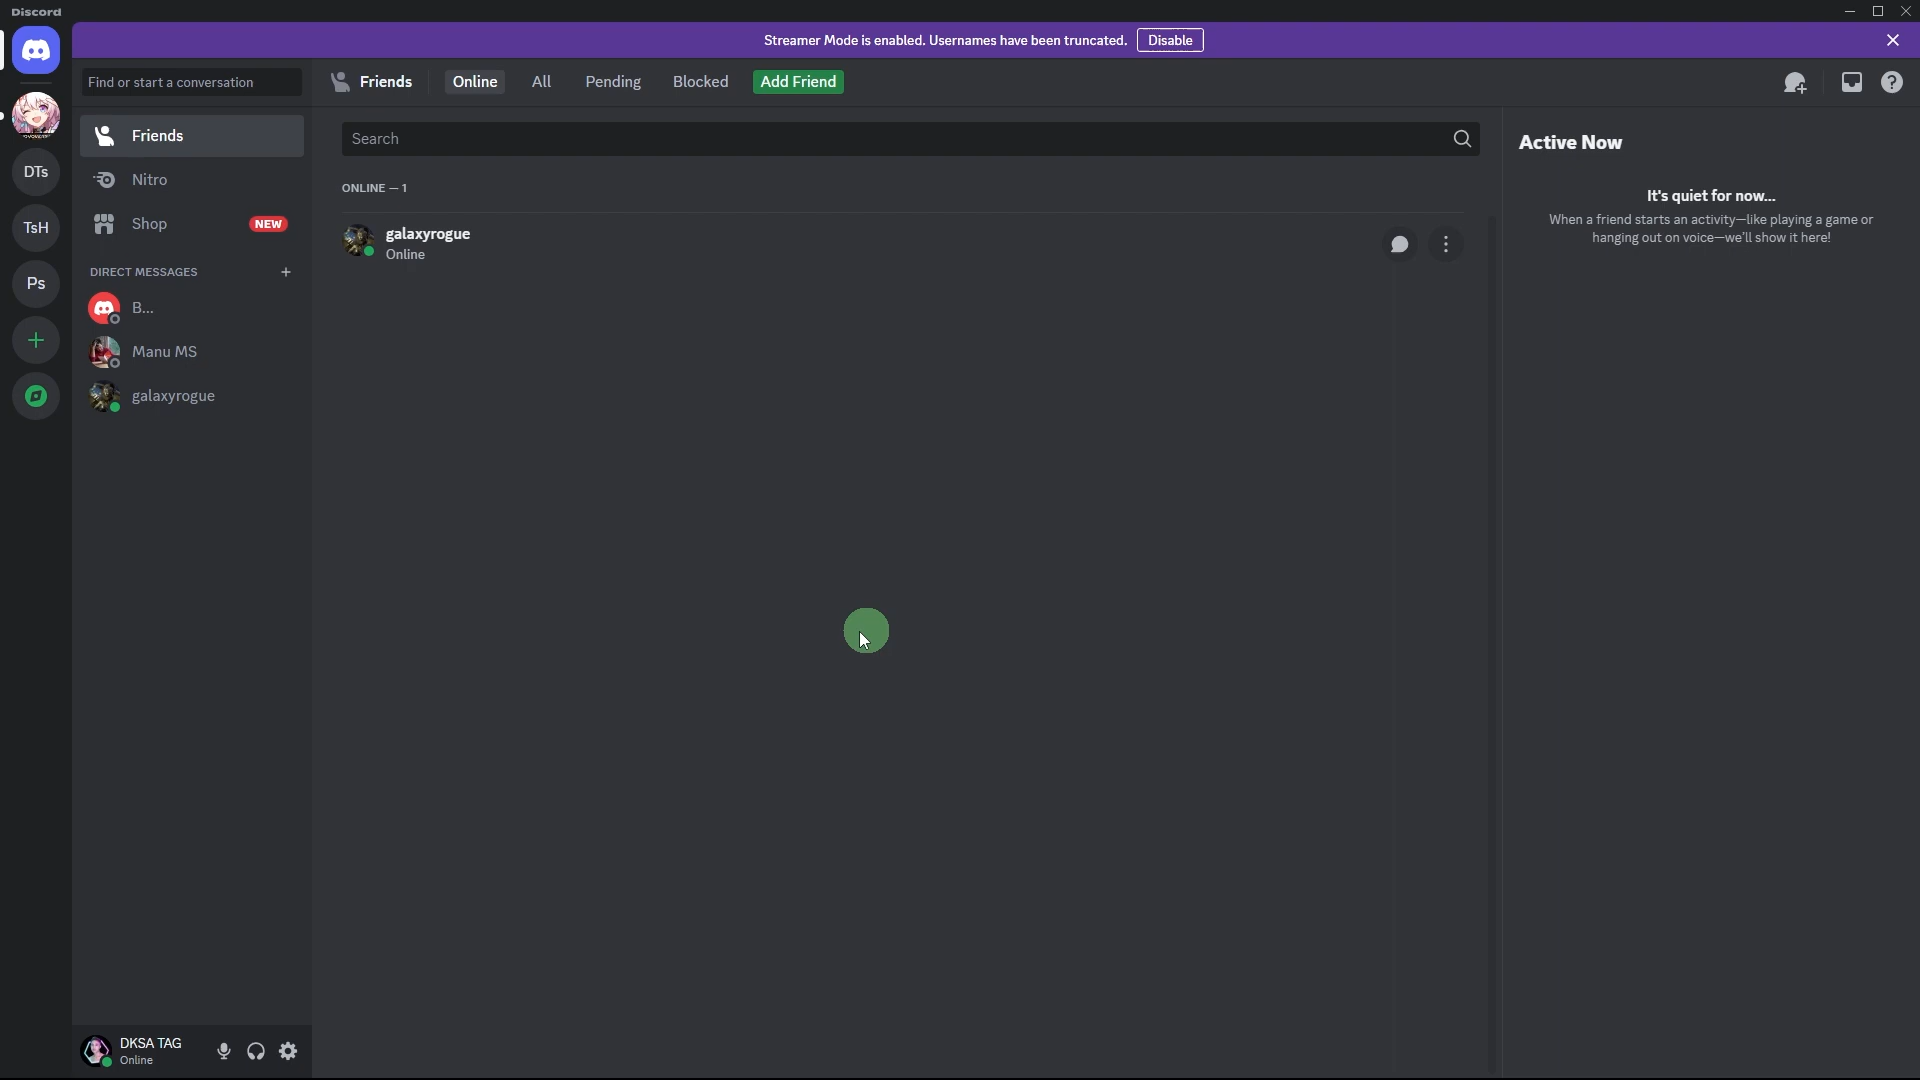 Discord
Streamer Mode is enabled. Usernames have been truncated.
Disable
Find or start a conversation
Friends
Online
All
Pending
Blocked
Add Friend
Friends
Nitro
Shop
NEW
DIRECT MESSAGES
B...
Manu MS
galaxyrogue
DTs
TsH
Ps
Search
ONLINE — 1
galaxyrogue
Online
Active Now
It's quiet for now...
When a friend starts an activity—like playing a game or
hanging out on voice—we'll show it here!
DKSA TAG
Online